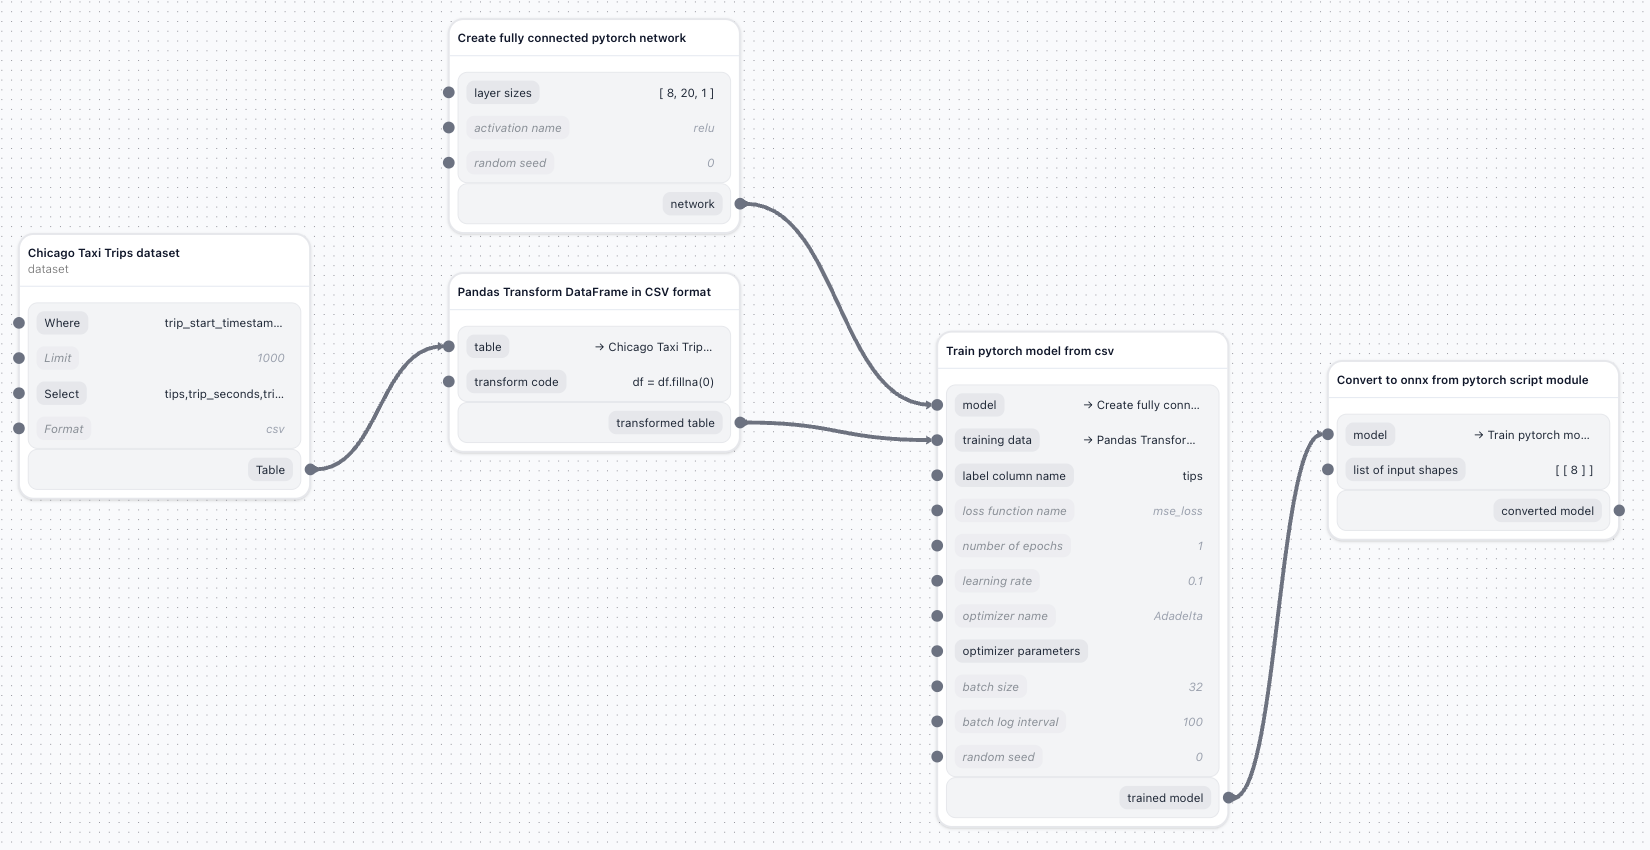 Create fully connected pytorch network
layer sizes [ 8, 20, 1 ]
activation name relu
random seed 0
network
Chicago Taxi Trips dataset
dataset
Where trip_start_timestam...
Limit 1000
Select tips,trip_seconds,tri...
Format csv
Table
Pandas Transform DataFrame in CSV format
table → Chicago Taxi Trip...
transform code df = df.fillna(0)
transformed table
Train pytorch model from csv
model → Create fully conn...
training data → Pandas Transfor...
label column name tips
loss function name mse_loss
number of epochs 1
learning rate 0.1
optimizer name Adadelta
optimizer parameters
batch size 32
batch log interval 100
random seed 0
trained model
Convert to onnx from pytorch script module
model → Train pytorch mo...
list of input shapes [ [ 8 ] ]
converted model